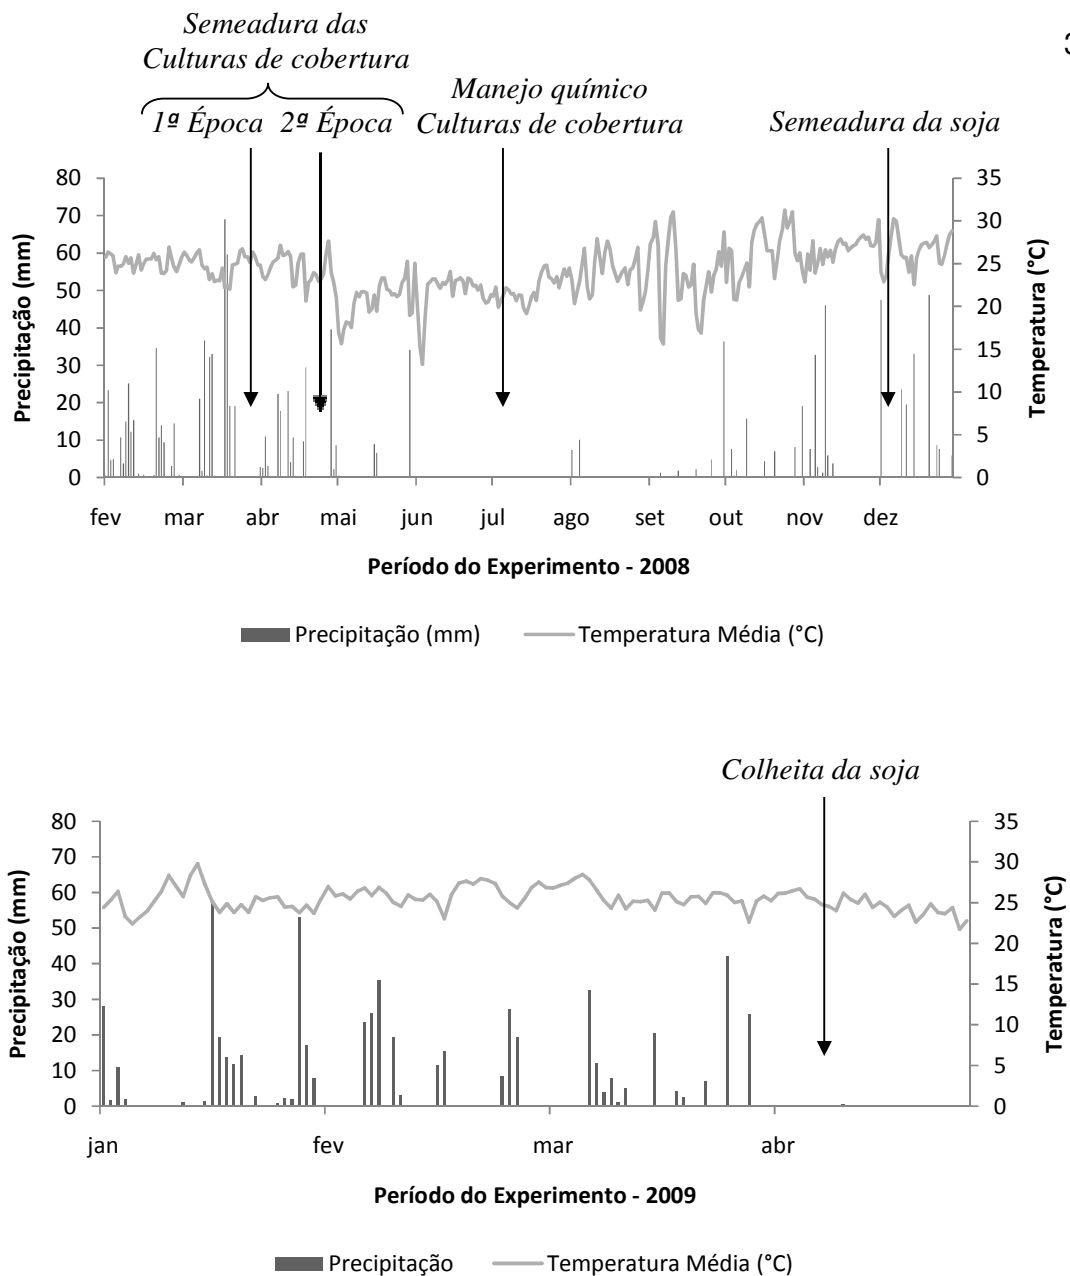 3
Semeadura das
Culturas de cobertura
1ª Época 2ª Época
Manejo químico
Culturas de cobertura
Semeadura da soja
80
70
60
50
40
30
20
10
0
Precipitação (mm)
35
30
25
20
15
10
5
0
Temperatura (°C)
fev mar abr mai jun jul ago set out nov dez
Período do Experimento - 2008
Precipitação (mm) Temperatura Média (°C)
Colheita da soja
80
70
60
50
40
30
20
10
0
Precipitação (mm)
35
30
25
20
15
10
5
0
Temperatura (°C)
jan fev mar abr
Período do Experimento - 2009
Precipitação Temperatura Média (°C)